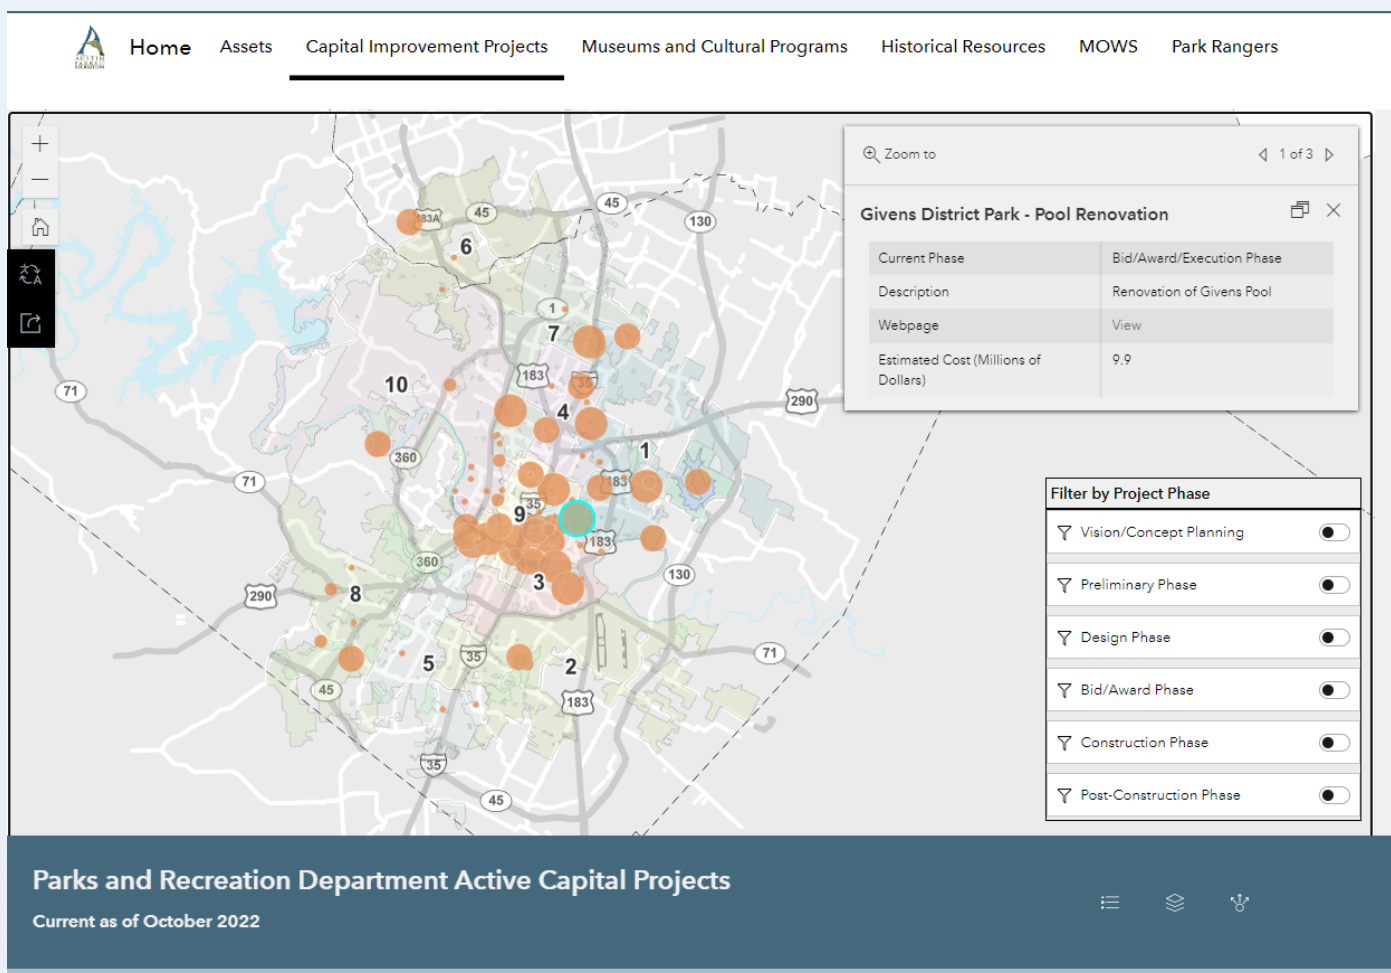 AUSTIN
PARKS
FOUNDATION
Home
Assets
Capital Improvement Projects
Museums and Cultural Programs
Historical Resources
MOWS
Park Rangers
Zoom to
1 of 3
Givens District Park - Pool Renovation
Current Phase
Bid/Award/Execution Phase
Description
Renovation of Givens Pool
Webpage
View
Estimated Cost (Millions of
Dollars)
9.9
183A
45
45
130
6
1
7
183
35
10
71
290
4
360
1
71
183
35
9
183
360
130
3
290
8
71
5
35
2
45
183
35
45
Filter by Project Phase
Vision/Concept Planning
Preliminary Phase
Design Phase
Bid/Award Phase
Construction Phase
Post-Construction Phase
Parks and Recreation Department Active Capital Projects
Current as of October 2022